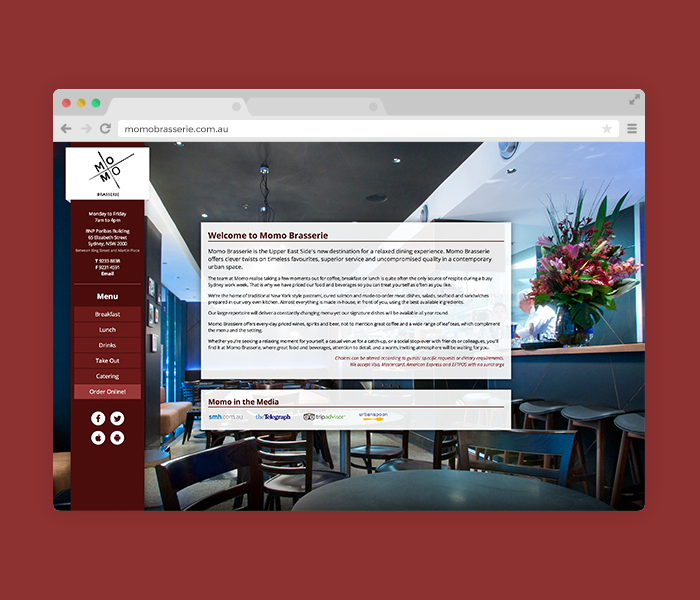 momobrasserie.com.au
MO
MO
BRASSERIE
Monday to Friday
7am to 4pm
BNP Paribas Building
65 Elizabeth Street
Sydney, NSW 2000
Between King Street and Martin Place
T 9233 8838
F 9231 4331
Email
Menu
Breakfast
Lunch
Drinks
Take Out
Catering
Order Online!
Welcome to Momo Brasserie
Momo Brasserie is the Upper East Side's new destination for a relaxed dining experience. Momo Brasserie
offers clever twists on timeless favourites, superior service and uncompromised quality in a contemporary
urban space.
The team at Momo realise taking a few moments out for coffee, breakfast or lunch is quite often the only source of respite during a busy
Sydney work week. That is why we have priced our food and beverages so you can treat yourself as often as you like.
We're the home of traditional New York style pastrami, cured salmon and made-to-order meat dishes, salads, seafood and sandwiches
prepared in our very own kitchen. Almost everything is made in-house, in front of you, using the best available ingredients.
Our large repertoire will deliver a constantly changing menu yet our signature dishes will be available all year round.
Momo Brasserie offers every-day priced wines, spirits and beer, not to mention great coffee and a wide range of leaf teas, which compliment
the menu and the setting.
Whether you're seeking a relaxing moment for yourself, a casual venue for a catch-up, or a social stop-over with friends or colleagues, you'll
find it at Momo Brasserie, where great food and beverages, attention to detail, and a warm, inviting atmosphere will be waiting for you.
Choices can be altered according to guests' specific requests or dietary requirements.
We accept Visa, Mastercard, American Express and EFTPOS with no surcharge
Momo in the Media
smh.com.au theTelegraph tripadvisor urbanspoon